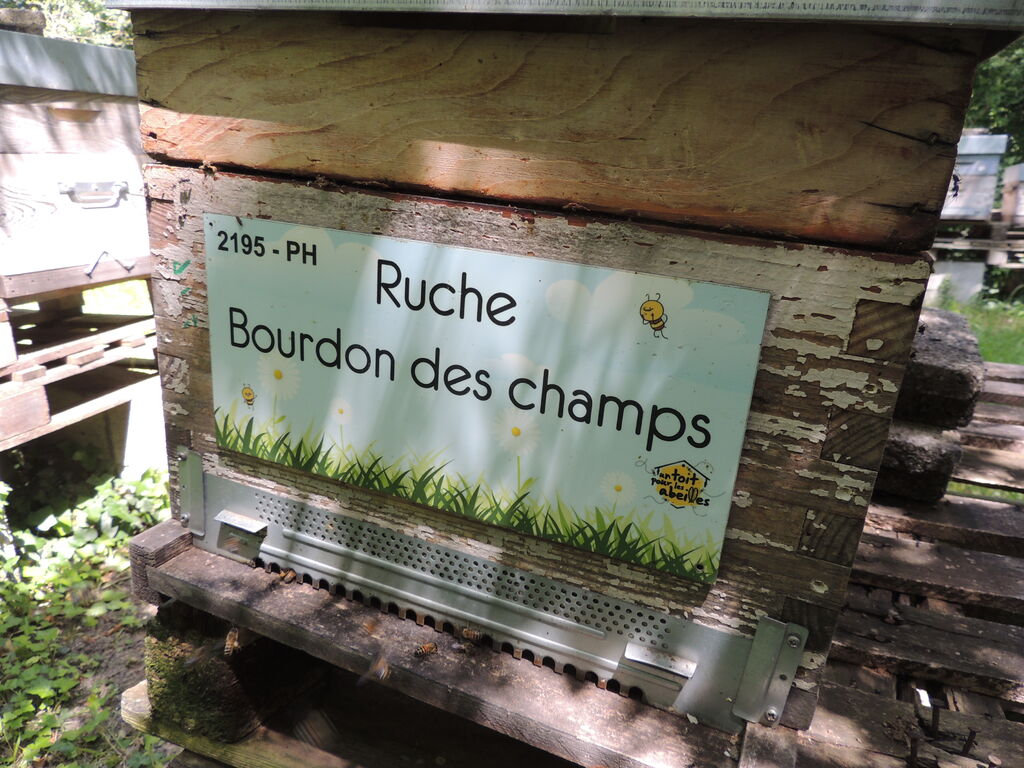 2195 - PH
Ruche
Bourdon des champs
un toit
pour les
abeilles